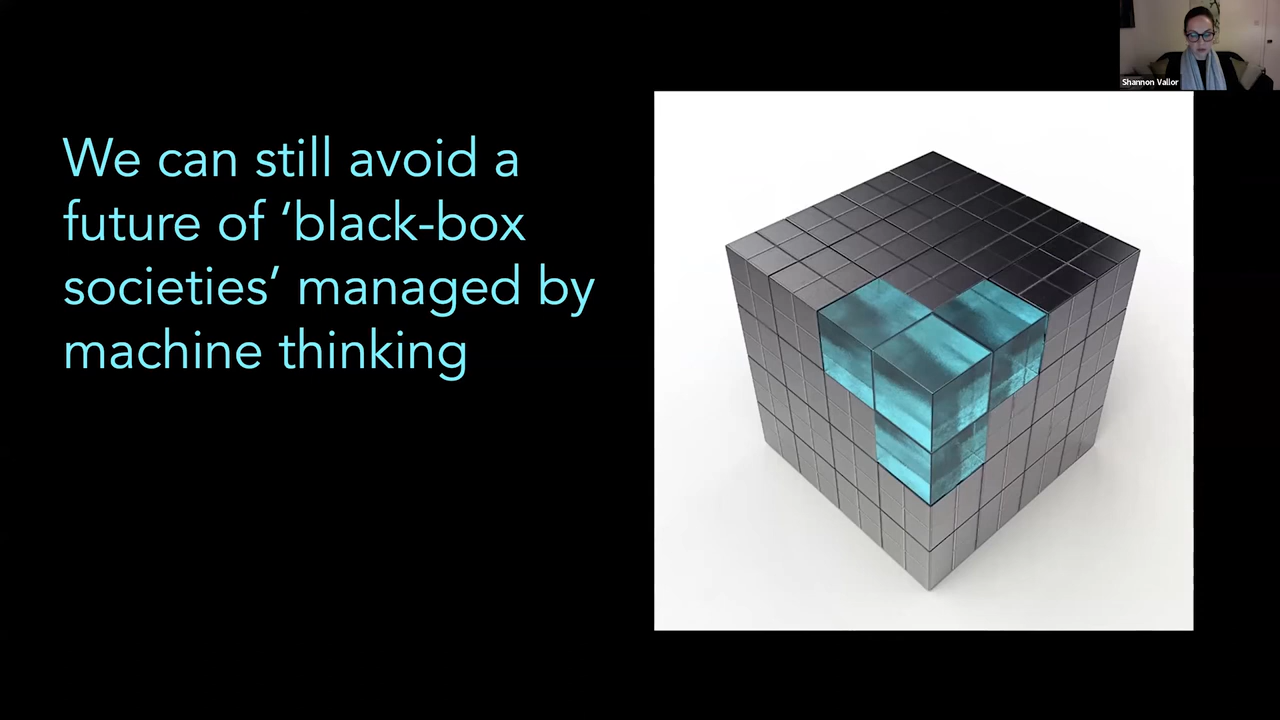 Shannon Vallor
We can still avoid a
future of ‘black-box
societies’ managed by
machine thinking